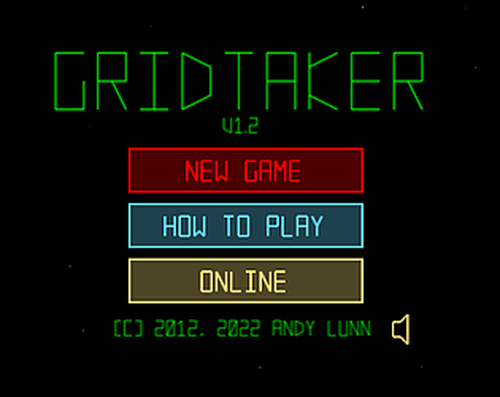 GRIDTAKER
V1.2
NEW GAME
HOW TO PLAY
ONLINE
(C) 2012, 2022 ANDY LUNN